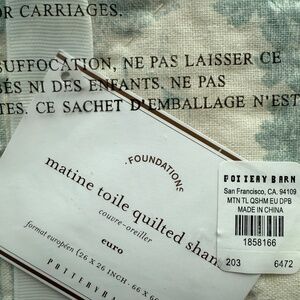 OR CARRIAGES.
SUFFOCATION, NE PAS LAISSER CE
BÉS NI DES ENFANTS. NE PAS
TES. CE SACHET D'EMBALLAGE N'EST
·FOUNDATIONS
matine toile quilted sham
couvre-oreiller
euro
format européen (26 x 26 INCH . 66 x 66
POTTERYBAR
POTTERY BARN
San Francisco, CA. 94109
MTN TL QSHM EU DPB
MADE IN CHINA
1858166
203 6472